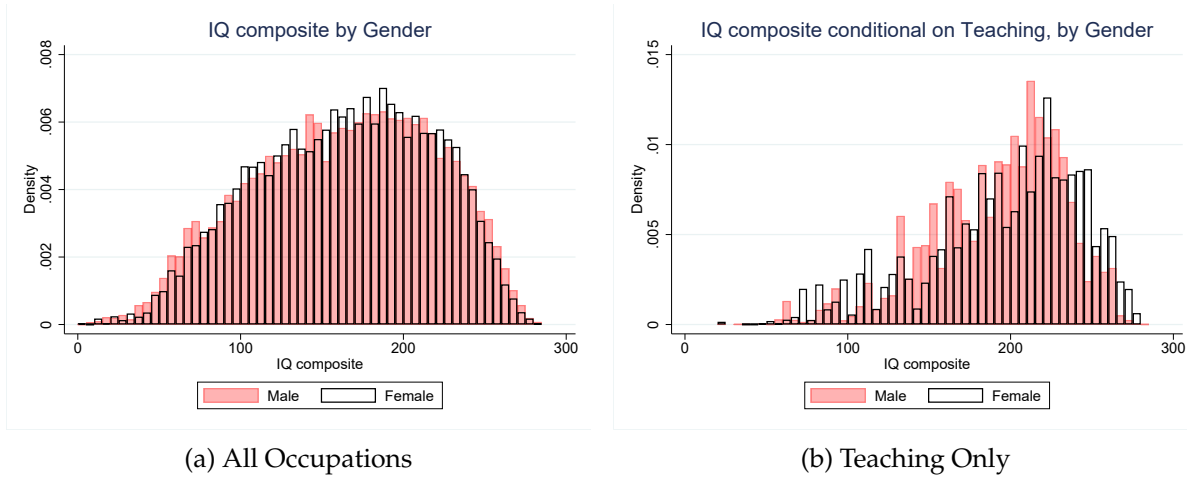 IQ composite by Gender
.008
.006
.004
.002
0
Density
0 100 200 300
IQ composite
Male Female
(a) All Occupations
IQ composite conditional on Teaching, by Gender
.015
.01
.005
0
Density
0 100 200 300
IQ composite
Male Female
(b) Teaching Only